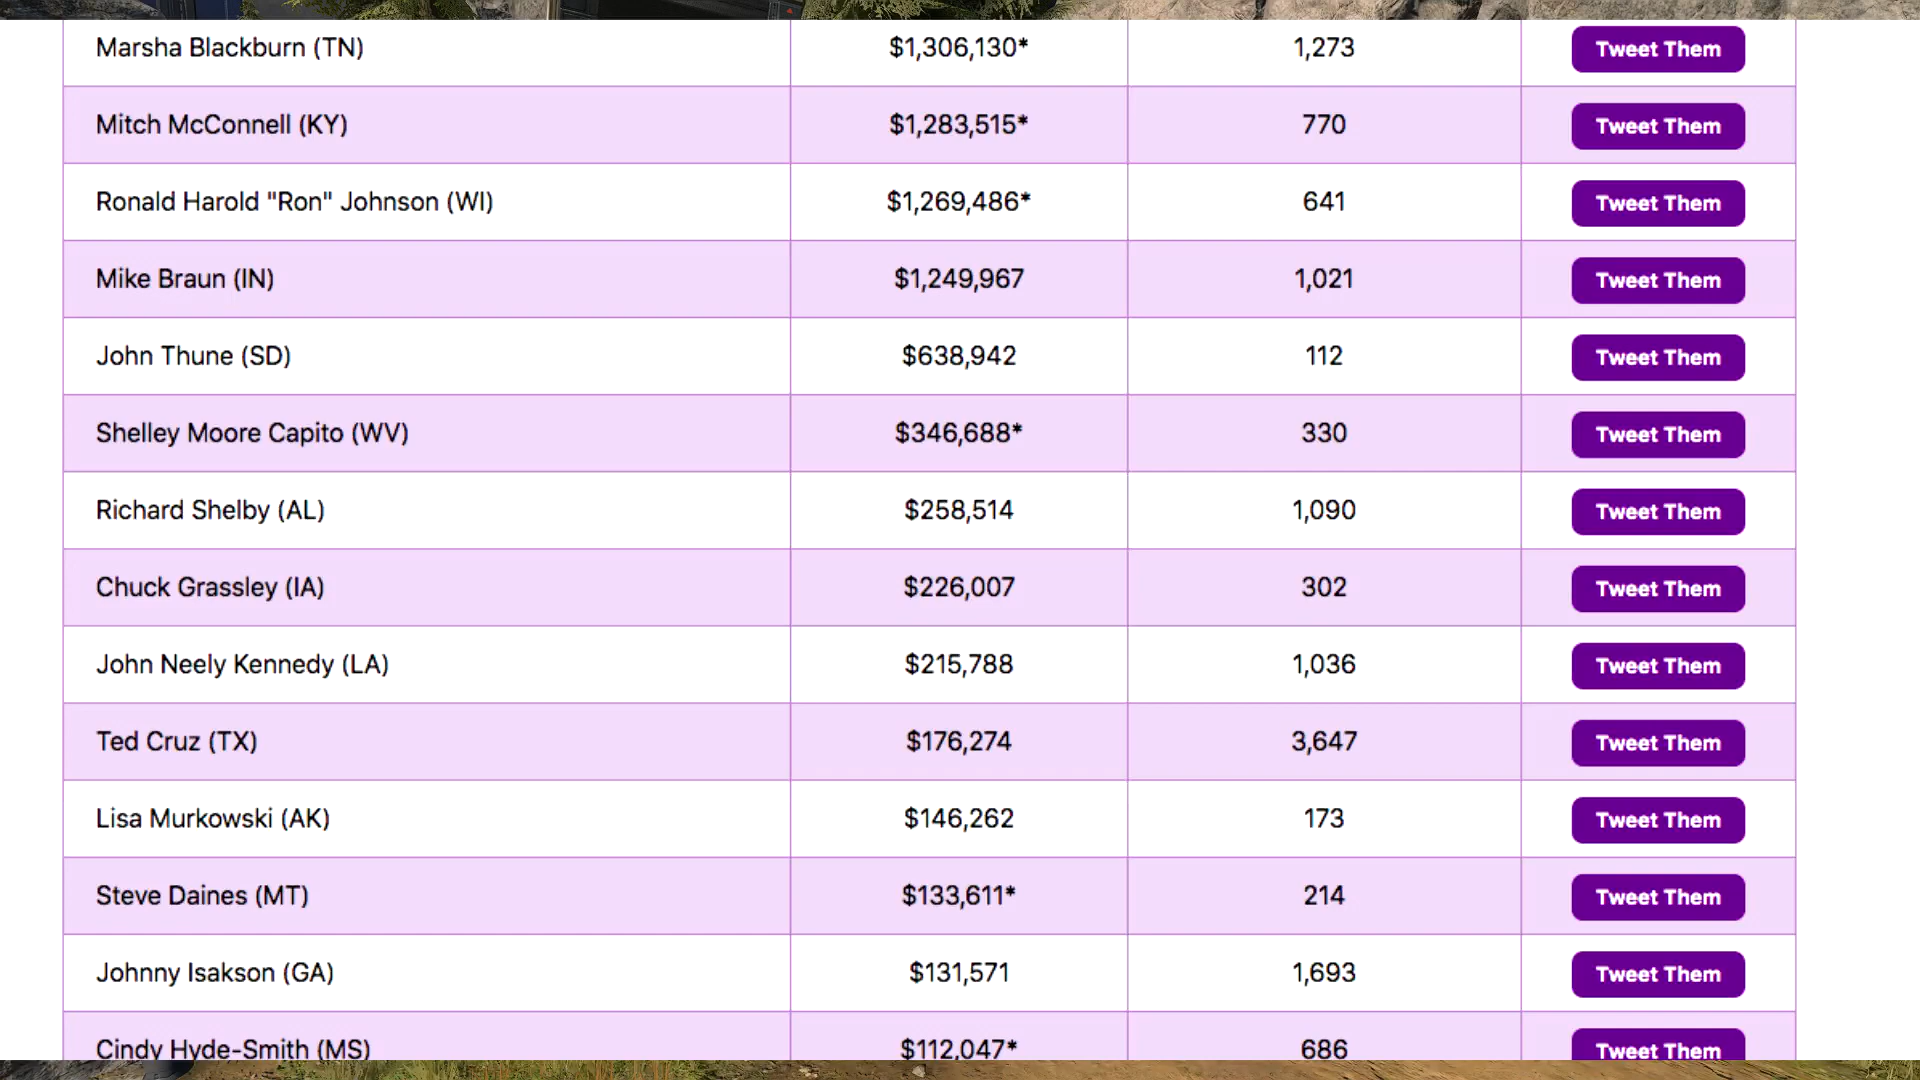 Marsha Blackburn (TN) $1,306,130* 1,273 Tweet Them
Mitch McConnell (KY) $1,283,515* 770 Tweet Them
Ronald Harold "Ron" Johnson (WI) $1,269,486* 641 Tweet Them
Mike Braun (IN) $1,249,967 1,021 Tweet Them
John Thune (SD) $638,942 112 Tweet Them
Shelley Moore Capito (WV) $346,688* 330 Tweet Them
Richard Shelby (AL) $258,514 1,090 Tweet Them
Chuck Grassley (IA) $226,007 302 Tweet Them
John Neely Kennedy (LA) $215,788 1,036 Tweet Them
Ted Cruz (TX) $176,274 3,647 Tweet Them
Lisa Murkowski (AK) $146,262 173 Tweet Them
Steve Daines (MT) $133,611* 214 Tweet Them
Johnny Isakson (GA) $131,571 1,693 Tweet Them
Cindy Hyde-Smith (MS) $112,047* 686 Tweet Them